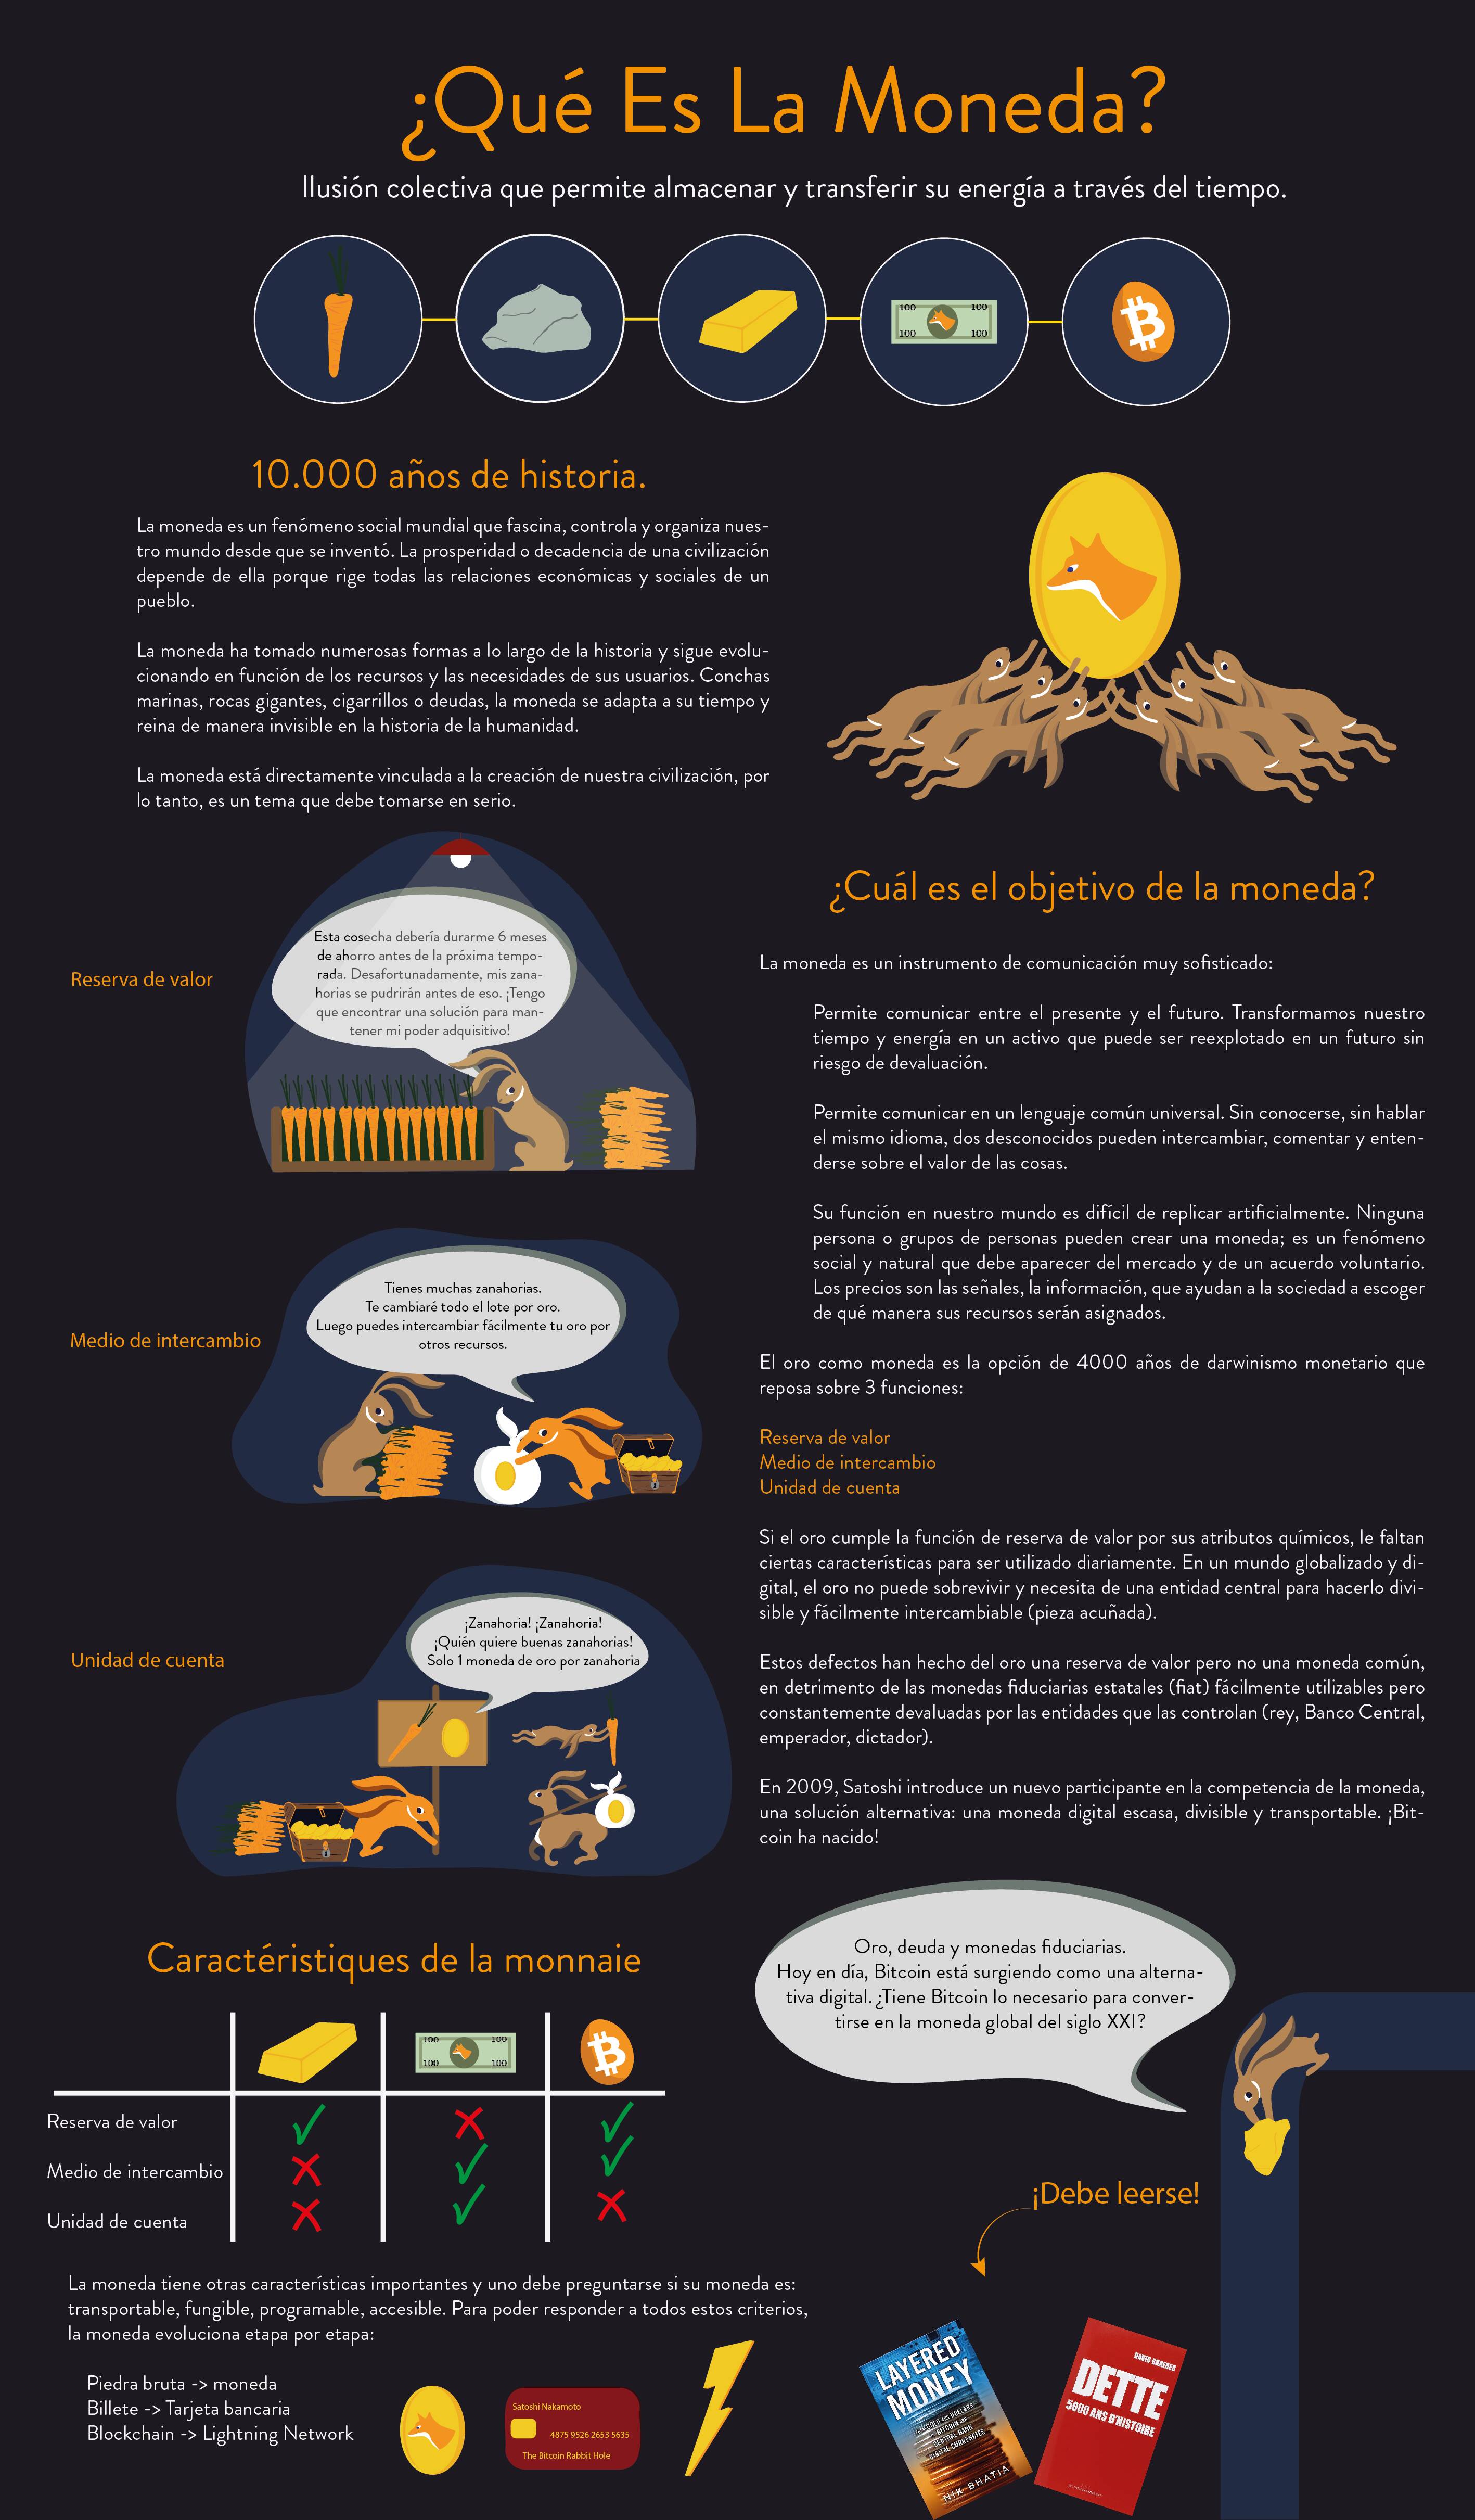 ¿Qué Es La Moneda?
Ilusión colectiva que permite almacenar y transferir su energía a través del tiempo.
100 100
100 100
10.000 años de historia.
La moneda es un fenómeno social mundial que fascina, controla y organiza nues-
tro mundo desde que se inventó. La prosperidad o decadencia de una civilización
depende de ella porque rige todas las relaciones económicas y sociales de un
pueblo.
La moneda ha tomado numerosas formas a lo largo de la historia y sigue evolu-
cionando en función de los recursos y las necesidades de sus usuarios. Conchas
marinas, rocas gigantes, cigarrillos o deudas, la moneda se adapta a su tiempo y
reina de manera invisible en la historia de la humanidad.
La moneda está directamente vinculada a la creación de nuestra civilización, por
lo tanto, es un tema que debe tomarse en serio.
Reserva de valor
Esta cosecha debería durarme 6 meses
de ahorro antes de la próxima tempo-
rada. Desafortunadamente, mis zana-
horias se pudrirán antes de eso. ¡Tengo
que encontrar una solución para man-
tener mi poder adquisitivo!
Medio de intercambio
Tienes muchas zanahorias.
Te cambiaré todo el lote por oro.
Luego puedes intercambiar fácilmente tu oro por
otros recursos.
Unidad de cuenta
¡Zanahoria! ¡Zanahoria!
¡Quién quiere buenas zanahorias!
Solo 1 moneda de oro por zanahoria
¿Cuál es el objetivo de la moneda?
La moneda es un instrumento de comunicación muy sofisticado:
Permite comunicar entre el presente y el futuro. Transformamos nuestro
tiempo y energía en un activo que puede ser reexplotado en un futuro sin
riesgo de devaluación.
Permite comunicar en un lenguaje común universal. Sin conocerse, sin hablar
el mismo idioma, dos desconocidos pueden intercambiar, comentar y enten-
derse sobre el valor de las cosas.
Su función en nuestro mundo es difícil de replicar artificialmente. Ninguna
persona o grupos de personas pueden crear una moneda; es un fenómeno
social y natural que debe aparecer del mercado y de un acuerdo voluntario.
Los precios son las señales, la información, que ayudan a la sociedad a escoger
de qué manera sus recursos serán asignados.
El oro como moneda es la opción de 4000 años de darwinismo monetario que
reposa sobre 3 funciones:
Reserva de valor
Medio de intercambio
Unidad de cuenta
Si el oro cumple la función de reserva de valor por sus atributos químicos, le faltan
ciertas características para ser utilizado diariamente. En un mundo globalizado y di-
gital, el oro no puede sobrevivir y necesita de una entidad central para hacerlo divi-
sible y fácilmente intercambiable (pieza acuñada).
Estos defectos han hecho del oro una reserva de valor pero no una moneda común,
en detrimento de las monedas fiduciarias estatales (fiat) fácilmente utilizables pero
constantemente devaluadas por las entidades que las controlan (rey, Banco Central,
emperador, dictador).
En 2009, Satoshi introduce un nuevo participante en la competencia de la moneda,
una solución alternativa: una moneda digital escasa, divisible y transportable. ¡Bit-
coin ha nacido!
Oro, deuda y monedas fiduciarias.
Hoy en día, Bitcoin está surgiendo como una alterna-
tiva digital. ¿Tiene Bitcoin lo necesario para conver-
tirse en la moneda global del siglo XXI?
Caractéristiques de la monnaie
100 100
100 100
Reserva de valor
Medio de intercambio
Unidad de cuenta
La moneda tiene otras características importantes y uno debe preguntarse si su moneda es:
transportable, fungible, programable, accesible. Para poder responder a todos estos criterios,
la moneda evoluciona etapa por etapa:
Piedra bruta -> moneda
Billete -> Tarjeta bancaria
Blockchain -> Lightning Network
Satoshi Nakamoto
4875 9526 2653 5635
The Bitcoin Rabbit Hole
¡Debe leerse!
LAYERED
MONEY
FROM GOLD AND DOLLARS
TO BITCOIN AND
CENTRAL BANK
DIGITAL CURRENCIES
NIK BHATIA
DAVID GRAEBER
DETTE
5000 ANS D'HISTOIRE